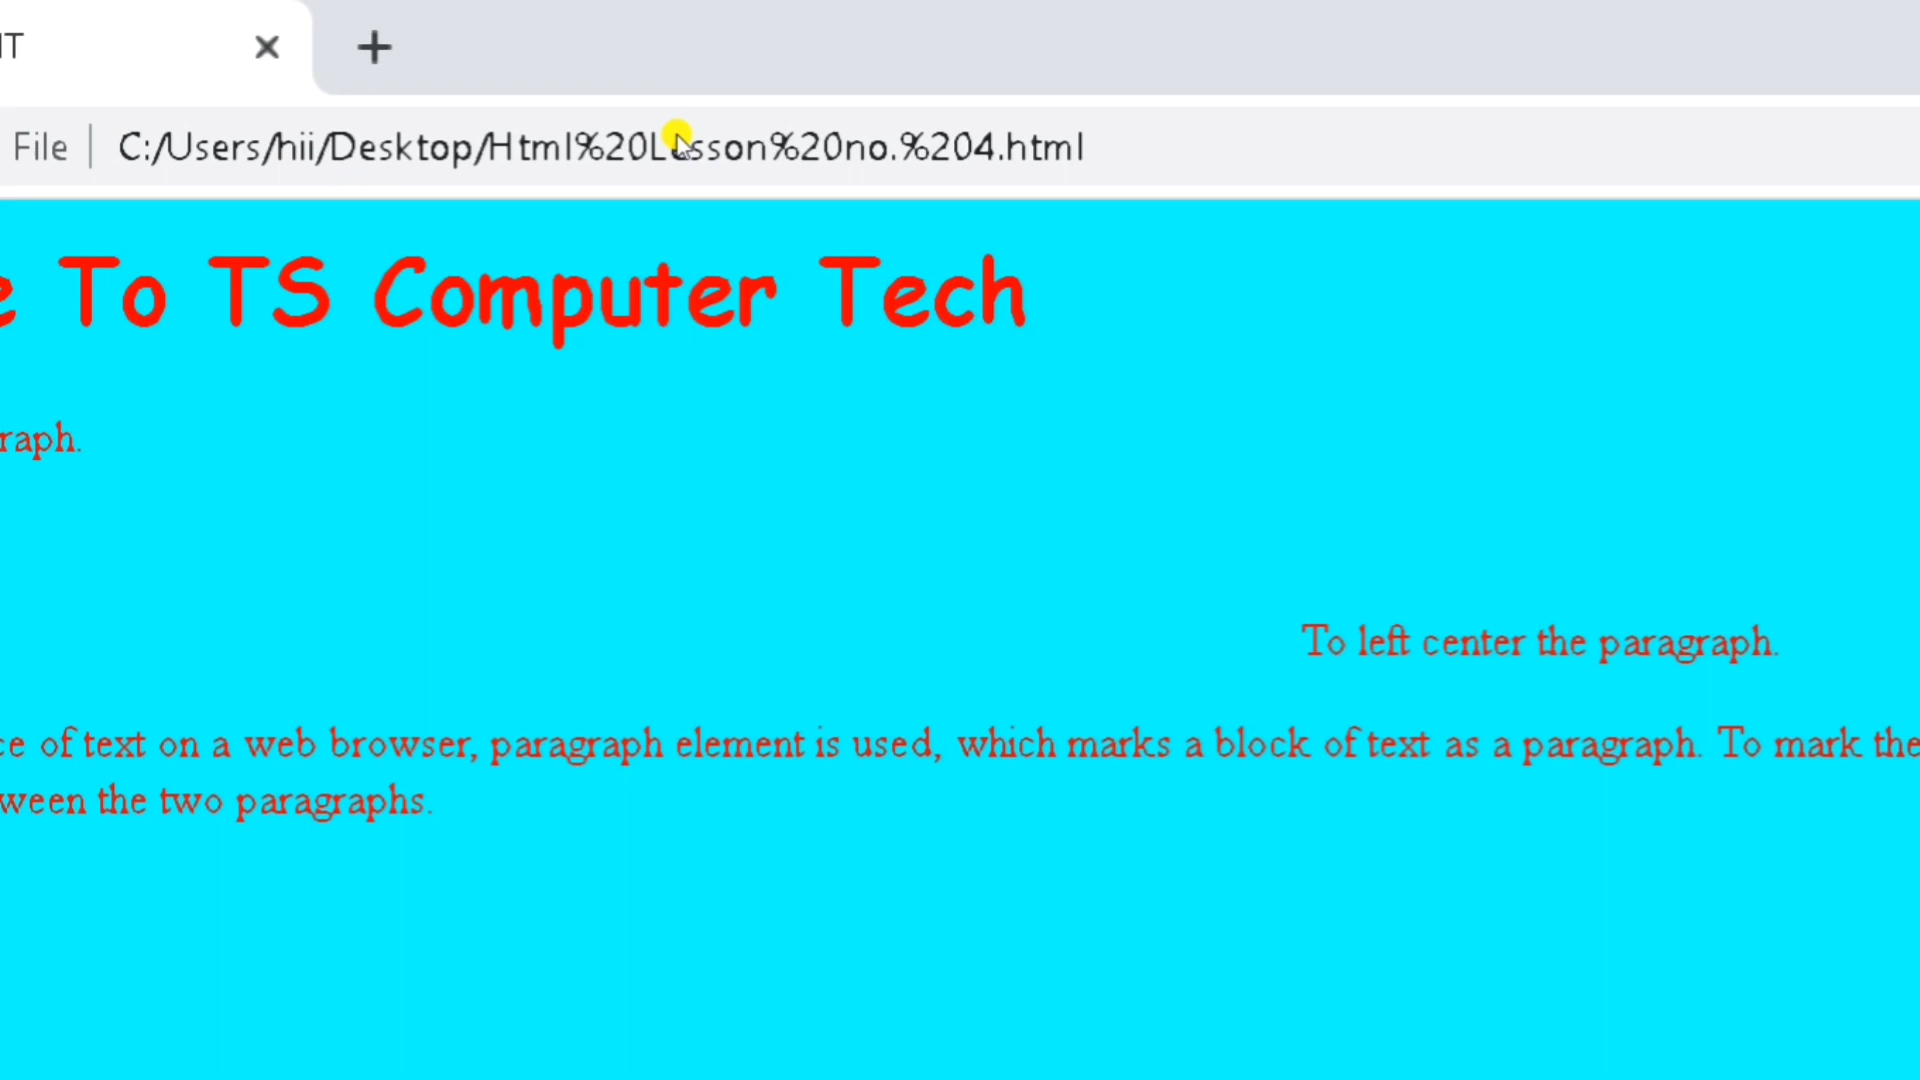 IT
File C:/Users/hii/Desktop/Html%20Lesson%20no.%204.html
e To TS Computer Tech
raph.
To left center the paragraph.
ce of text on a web browser, paragraph element is used, which marks a block of text as a paragraph. To mark the
ween the two paragraphs.